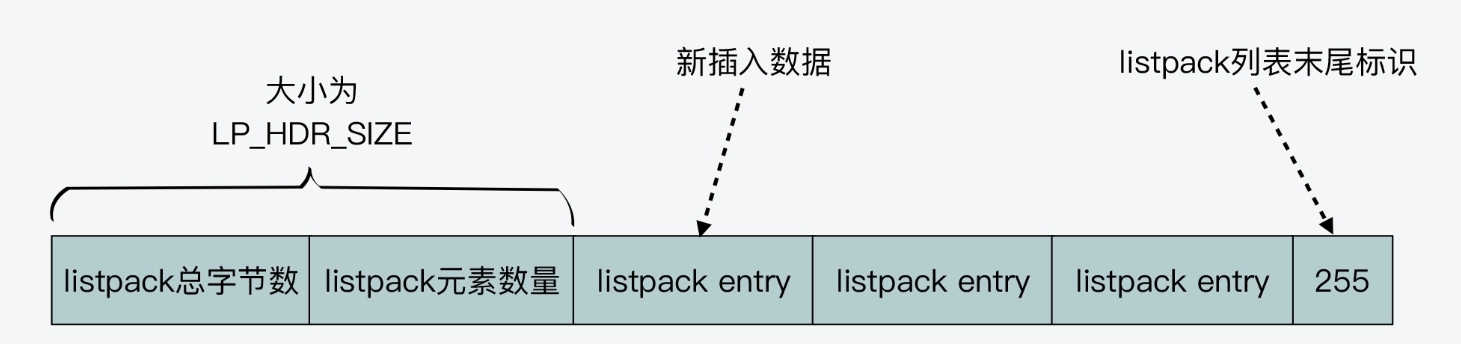 新插入数据
listpack列表末尾标识
大小为
LP_HDR_SIZE
listpack总字节数
listpack元素数量
listpack entry
listpack entry
listpack entry
255